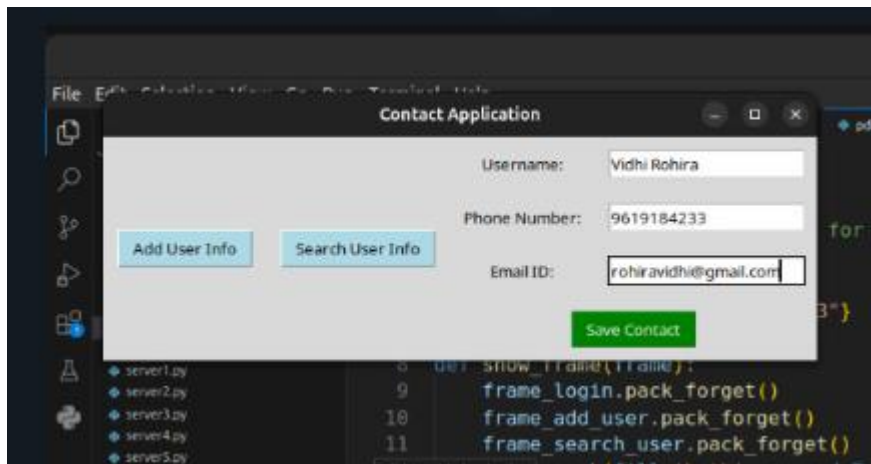 File
Contact Application
Username: Vidhi Rohira
Phone Number: 9619184233
Add User Info Search User Info
Email ID: rohiravidhi@gmail.com
Save Contact
for
3"}
server1.py
server2.py
server3.py
server4.py
server5.py
8 def show_frame(frame):
9 frame_login.pack_forget()
10 frame_add_user.pack_forget()
11 frame_search_user.pack_forget()